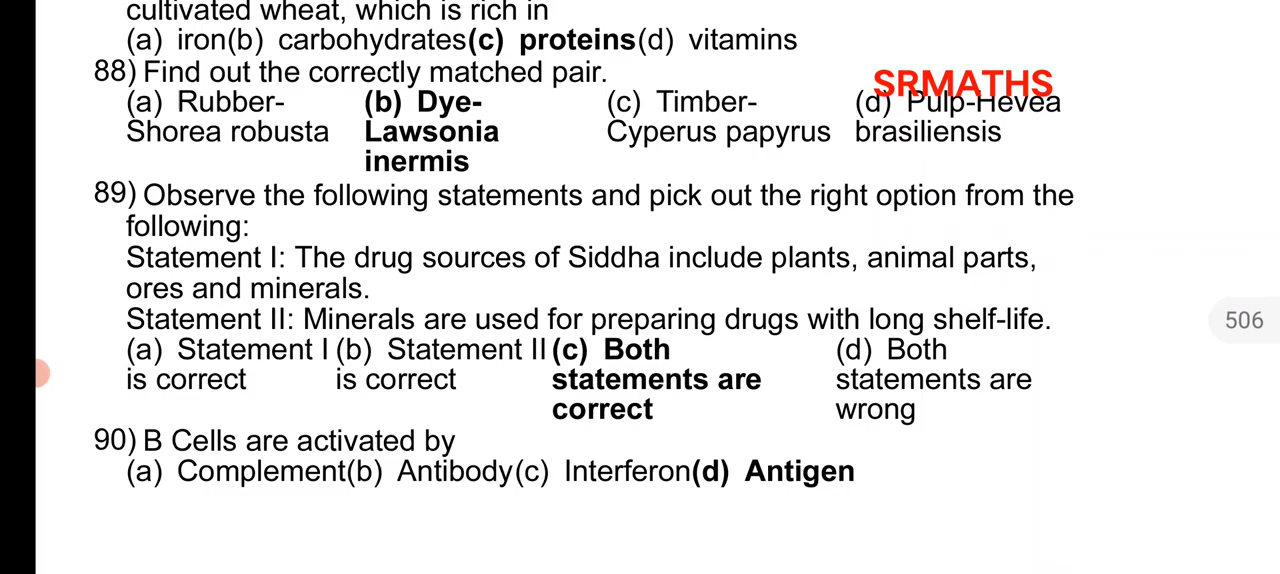 cultivated wheat, which is rich in
(a) iron(b) carbohydrates(c) proteins(d) vitamins
88) Find out the correctly matched pair.
SRMATHS
(a) Rubber- (b) Dye- (c) Timber- (d) Pulp-Hevea
Shorea robusta Lawsonia Cyperus papyrus brasiliensis
inermis
89) Observe the following statements and pick out the right option from the
following:
Statement I: The drug sources of Siddha include plants, animal parts,
ores and minerals.
Statement II: Minerals are used for preparing drugs with long shelf-life.
506
(a) Statement I (b) Statement II (c) Both (d) Both
is correct is correct statements are statements are
correct wrong
90) B Cells are activated by
(a) Complement(b) Antibody(c) Interferon(d) Antigen